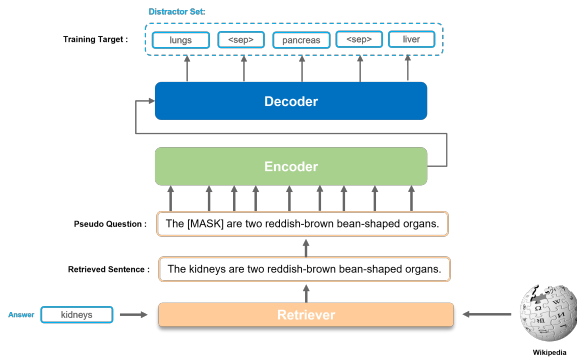 Distractor Set:
Training Target :
lungs
<sep>
pancreas
<sep>
liver
Decoder
Encoder
Pseudo Question :
The [MASK] are two reddish-brown bean-shaped organs.
Retrieved Sentence :
The kidneys are two reddish-brown bean-shaped organs.
Answer
kidneys
Retriever
Wikipedia